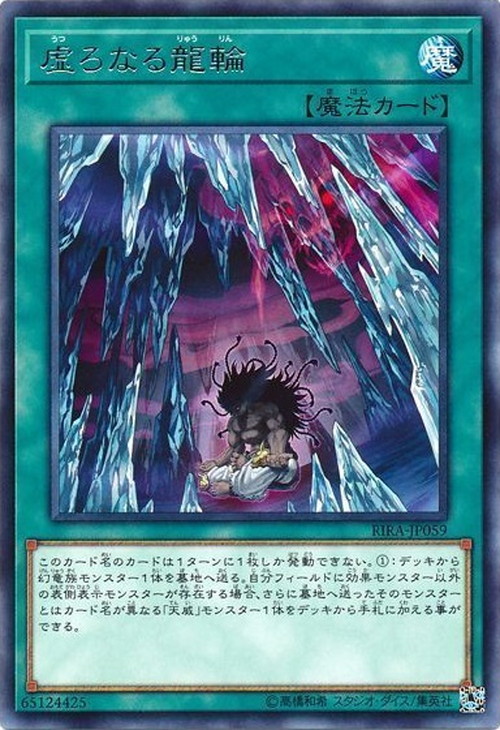 虚ろなる龍輪
魔
【魔法カード】
RIRA-JP059
このカード名のカードは1ターンに1枚しか発動できない。①:デッキから
幻竜族モンスター1体を墓地へ送る。自分フィールドに効果モンスター以外
の表側表示モンスターが存在する場合、さらに墓地へ送ったそのモンスター
とはカード名が異なる「天威」モンスター1体をデッキから手札に加える事が
できる。
65124425
©高橋和希 スタジオ・ダイス/集英社